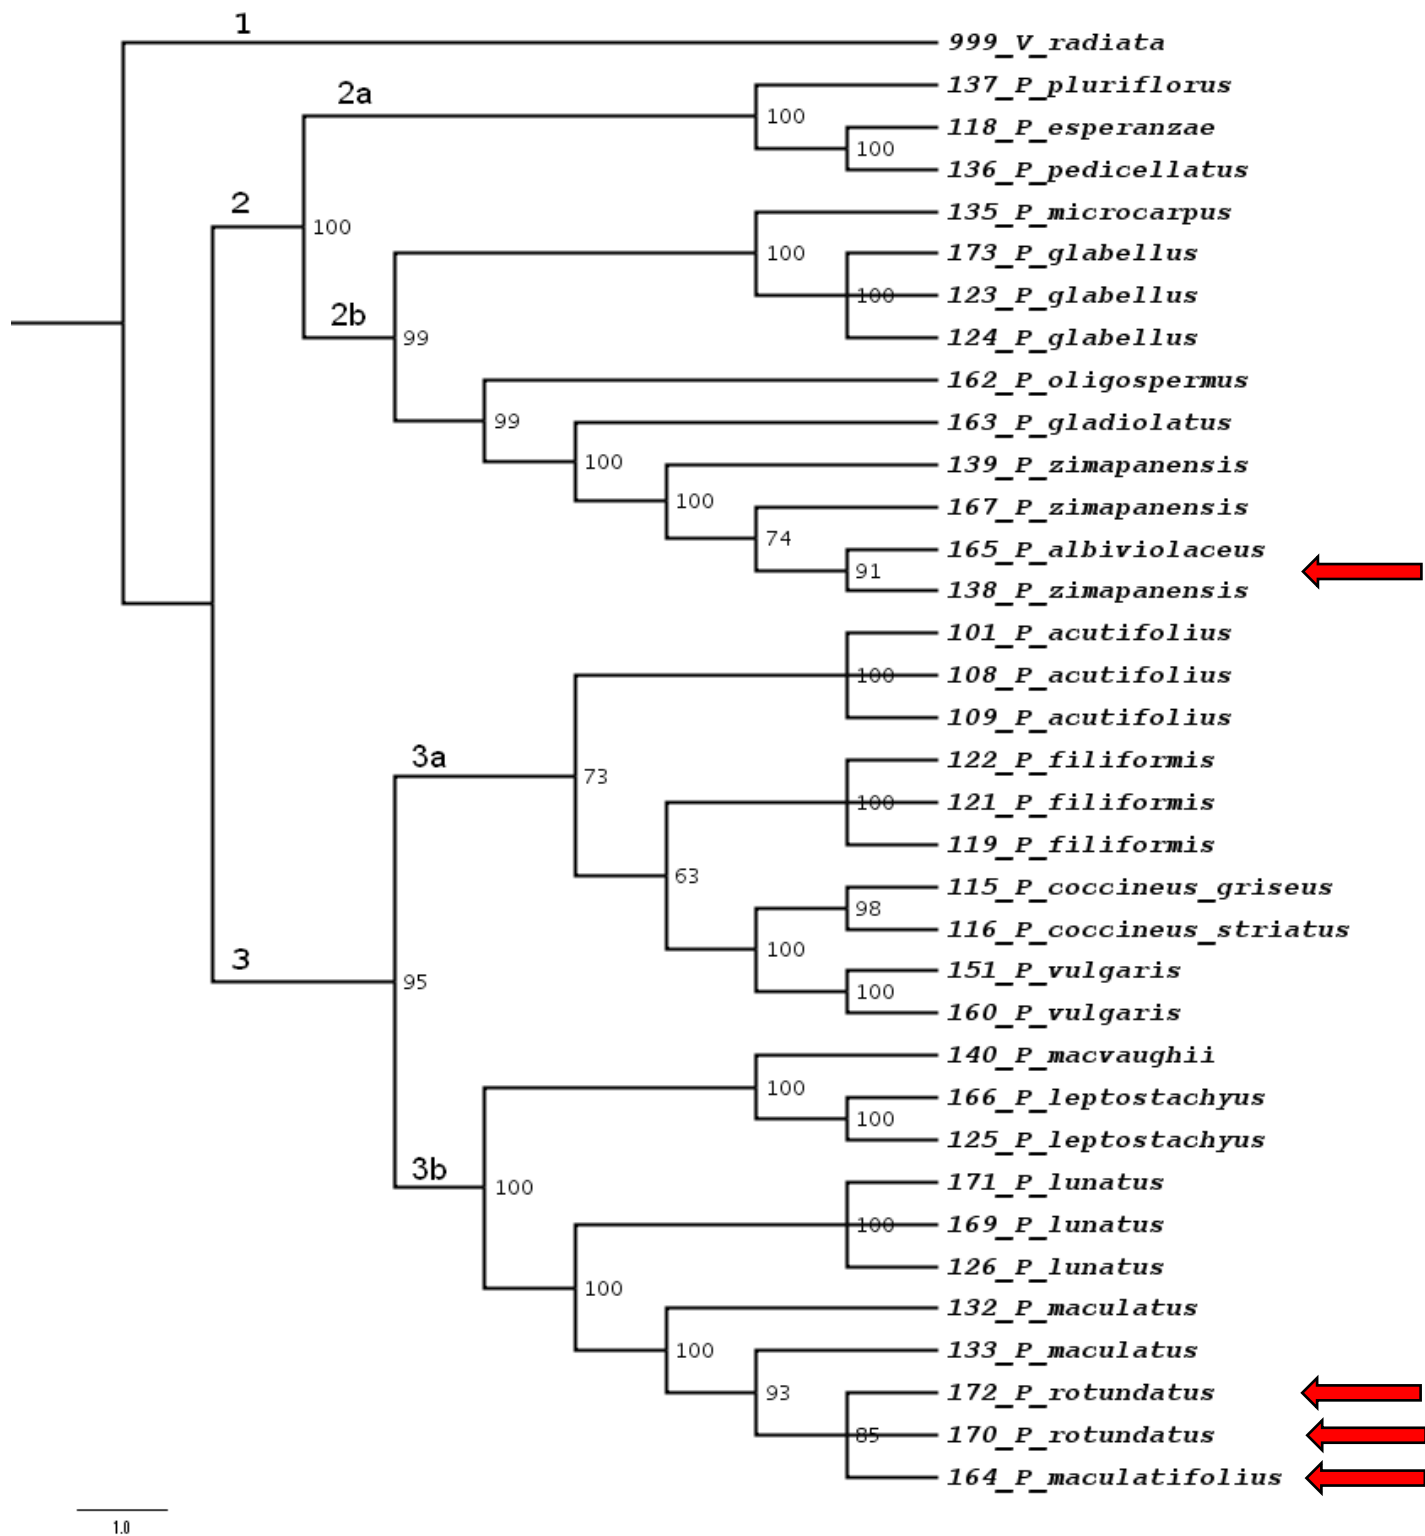 1
999_V_radiata
2a
137_P_pluriflorus
100
118_P_esperanzae
100
136_P_pedicellatus
2
100
135_P_microcarpus
100
173_P_glabellus
100
123_P_glabellus
2b
99
124_P_glabellus
162_P_oligospermus
99
163_P_gladiolatus
100
139_P_zimapanensis
100
167_P_zimapanensis
74
165_P_albiviolaceus
91
138_P_zimapanensis
101_P_acutifolius
100
108_P_acutifolius
109_P_acutifolius
3a
73
122_P_filiformis
100
121_P_filiformis
119_P_filiformis
63
115_P_coccineus_griseus
98
116_P_coccineus_striatus
100
151_P_vulgaris
100
160_P_vulgaris
3
95
140_P_macvaughii
100
166_P_leptostachyus
100
125_P_leptostachyus
3b
100
171_P_lunatus
100
169_P_lunatus
126_P_lunatus
100
132_P_maculatus
100
133_P_maculatus
93
172_P_rotundatus
85
170_P_rotundatus
164_P_maculatifolius
1.0